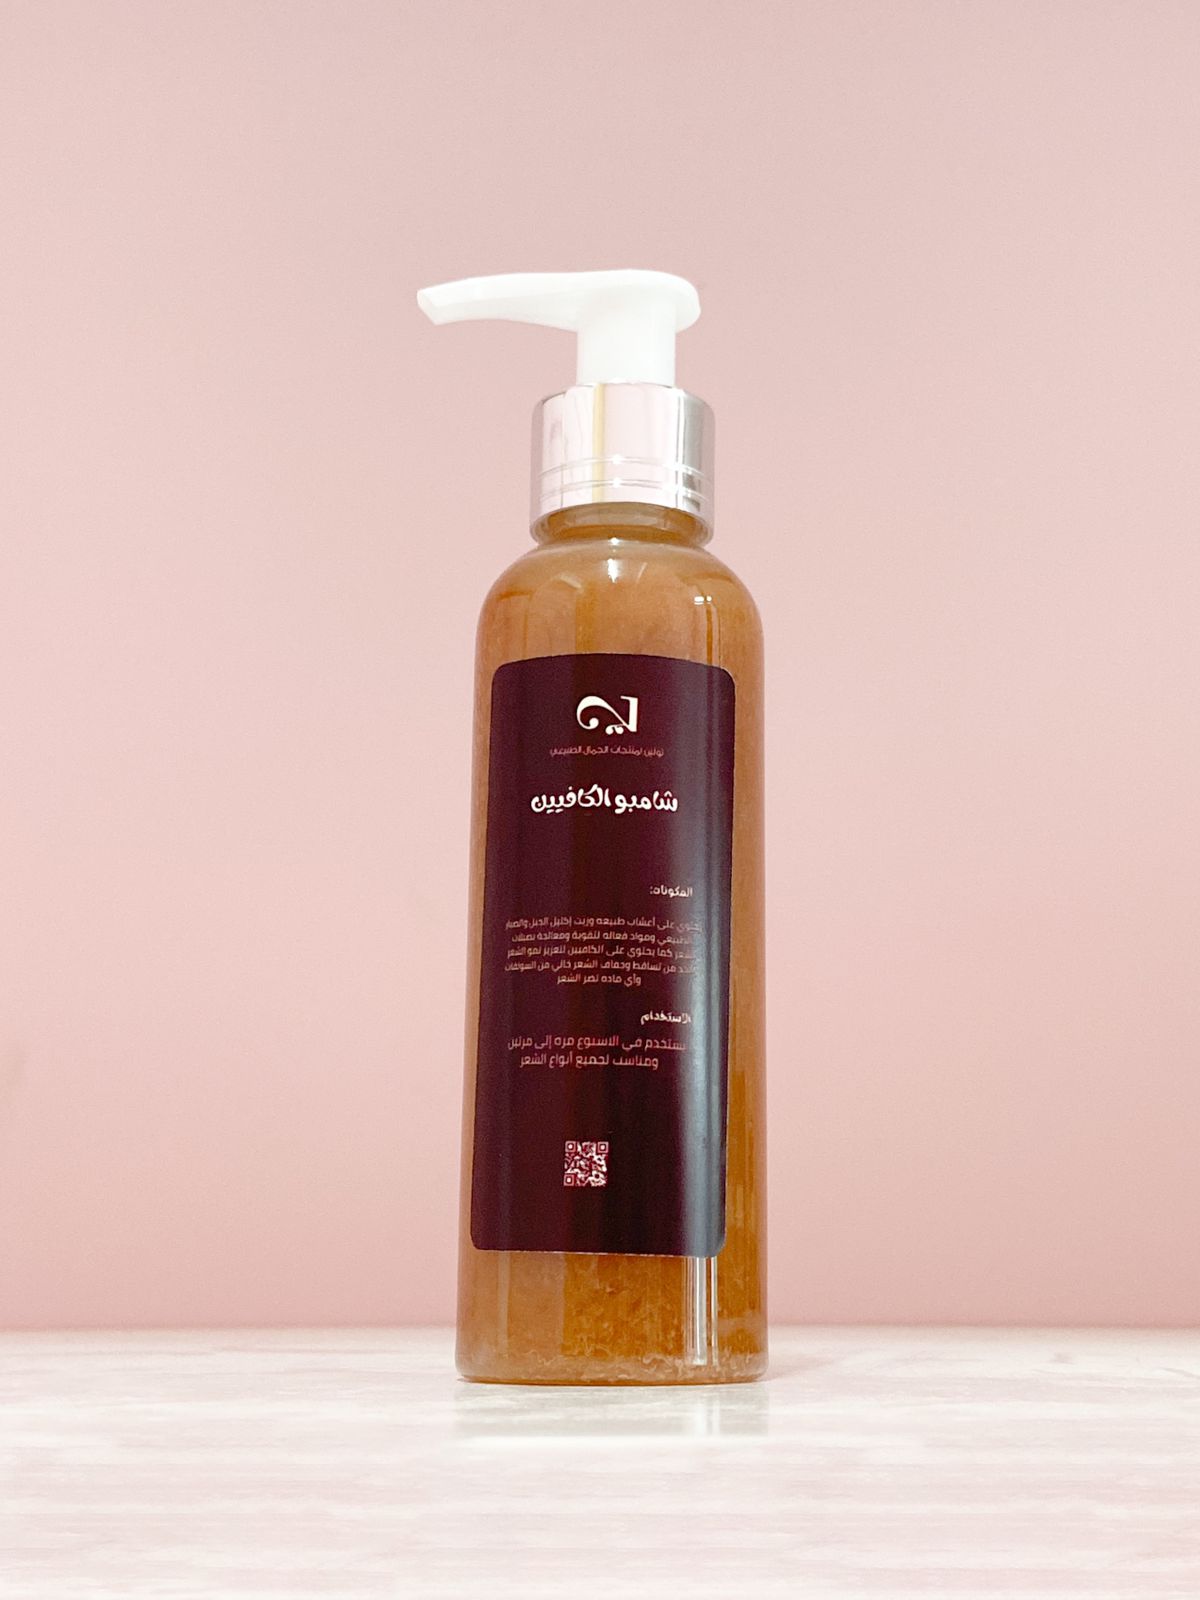 تولين لمنتجات الجمال الطبيعي
شامبو الكافيين
المكونات:
يحتوي على أعشاب طبيعه وزيت إكليل الجبل والصبار
الطبيعي ومواد فعاله لتقوية ومعالجة بصيلات
الشعر كما يحتوي على الكافيين لتعزيز نمو الشعر
والحد من تساقط وجفاف الشعر خالي من السولفات
وأي ماده تضر الشعر
الاستخدام
يستخدم في الاسبوع مره إلى مرتين
ومناسب لجميع أنواع الشعر